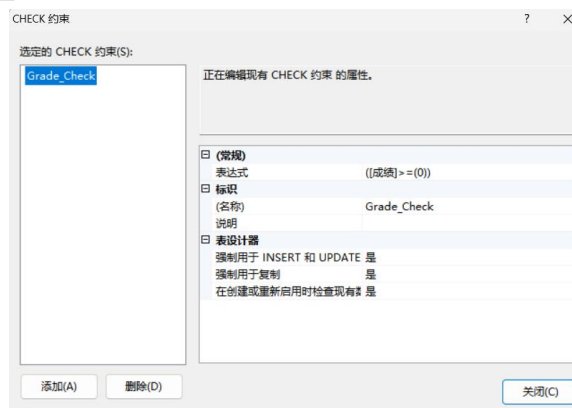 CHECK 约束
?
选定的 CHECK 约束(S):
Grade_Check
正在编辑现有 CHECK 约束 的属性。
(常规)
表达式 ([成绩]>=(0))
标识
(名称) Grade_Check
说明
表设计器
强制用于 INSERT 和 UPDATE 是
强制用于复制 是
在创建或重新启用时检查现有数 是
添加(A) 删除(D)
关闭(C)